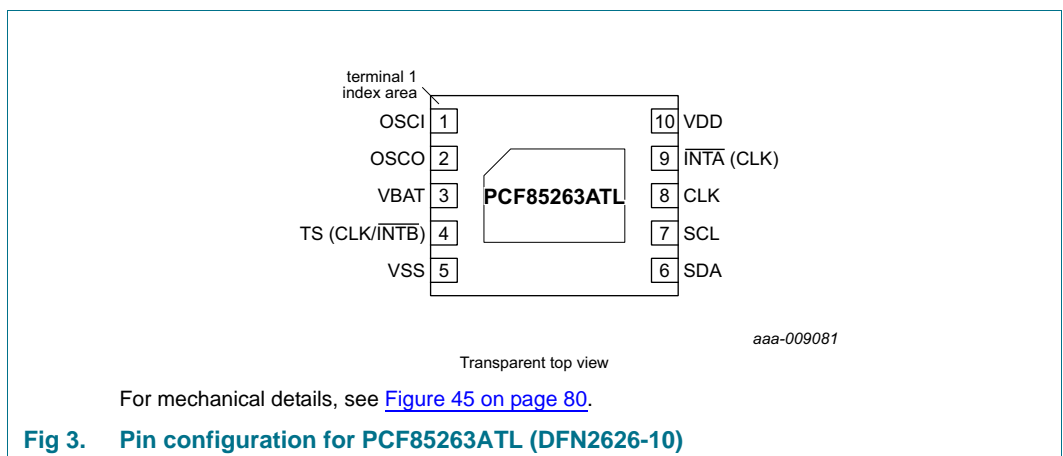 terminal 1
index area
OSCI 1
OSCO 2
VBAT 3
TS (CLK/INTB) 4
VSS 5
PCF85263ATL
10 VDD
9 INTA (CLK)
8 CLK
7 SCL
6 SDA
aaa-009081
Transparent top view
For mechanical details, see Figure 45 on page 80.
Fig 3. Pin configuration for PCF85263ATL (DFN2626-10)